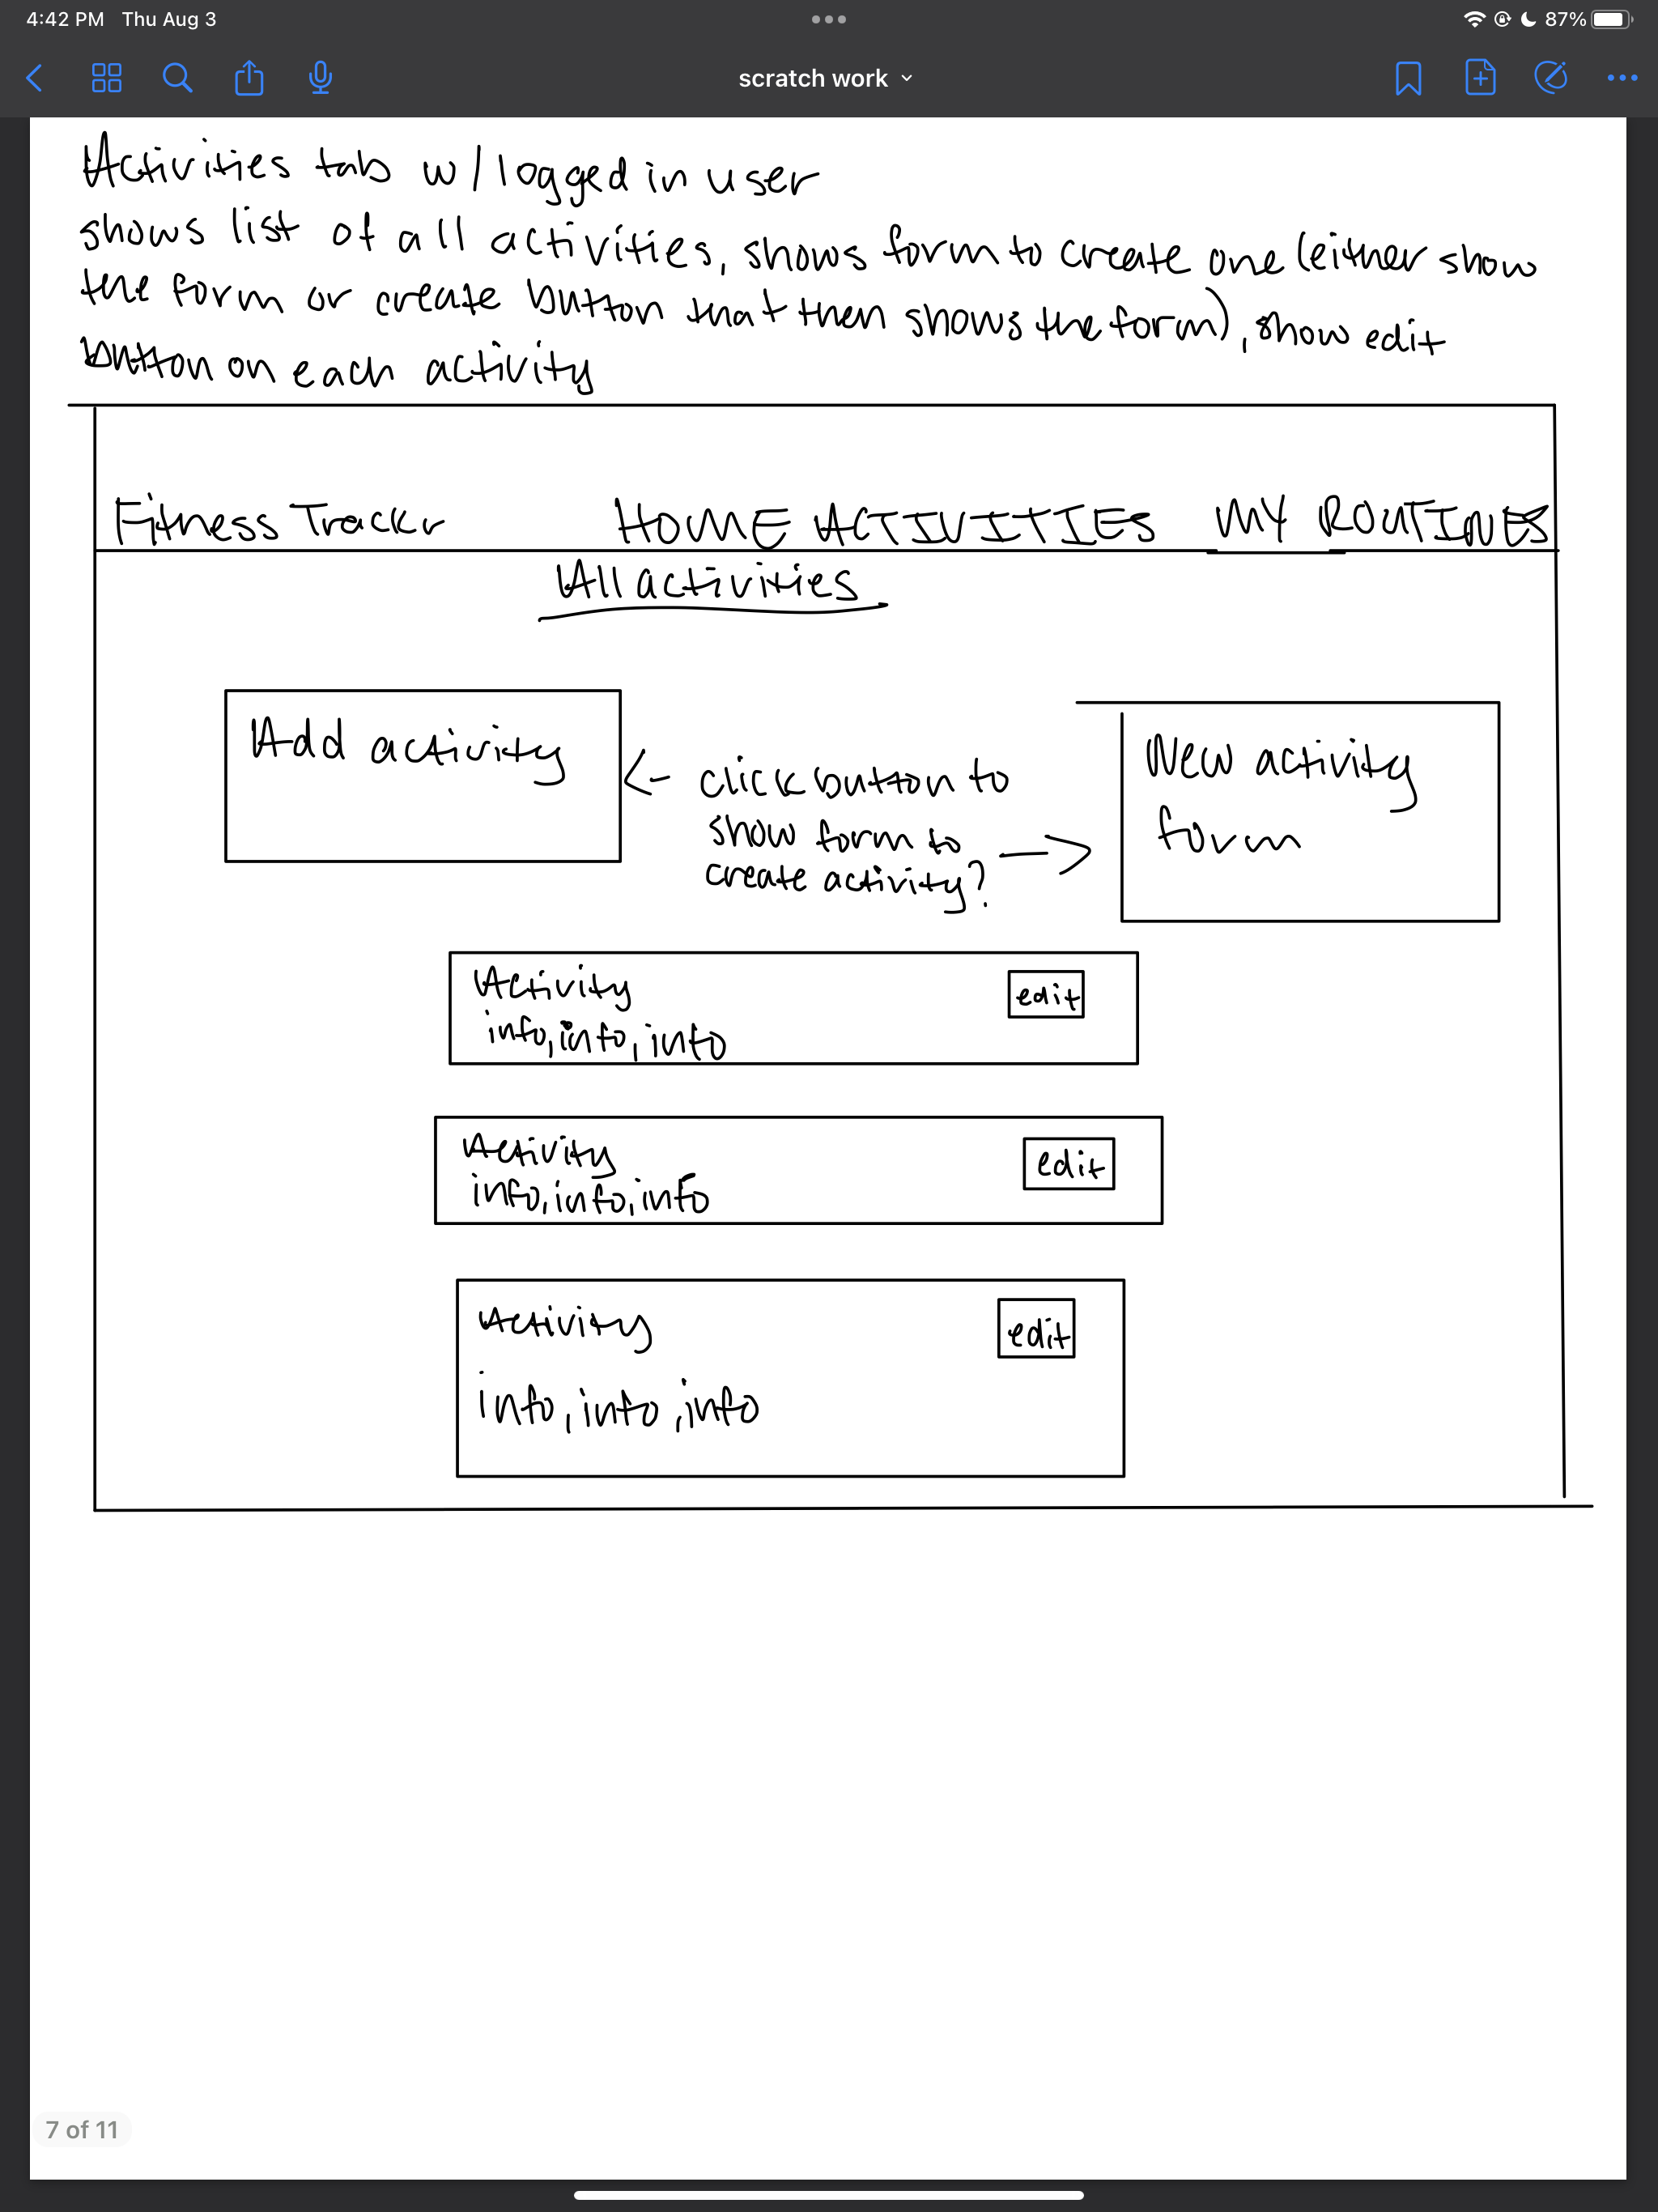 4:42 PM Thu Aug 3
87%
scratch work
Activities tab w/ logged in user
shows list of all activities, shows form to create one (either show
the form or create button that then shows the form), show edit
button on each activity
Fitness Tracker HOME ACTIVITIES MY ROUTINES
All activities
Add activity
click button to
show form to
create activity?
New activity
form
Activity
info, info, info
edit
Activity
info, info, info
edit
Activity
info, info, info
edit
7 of 11